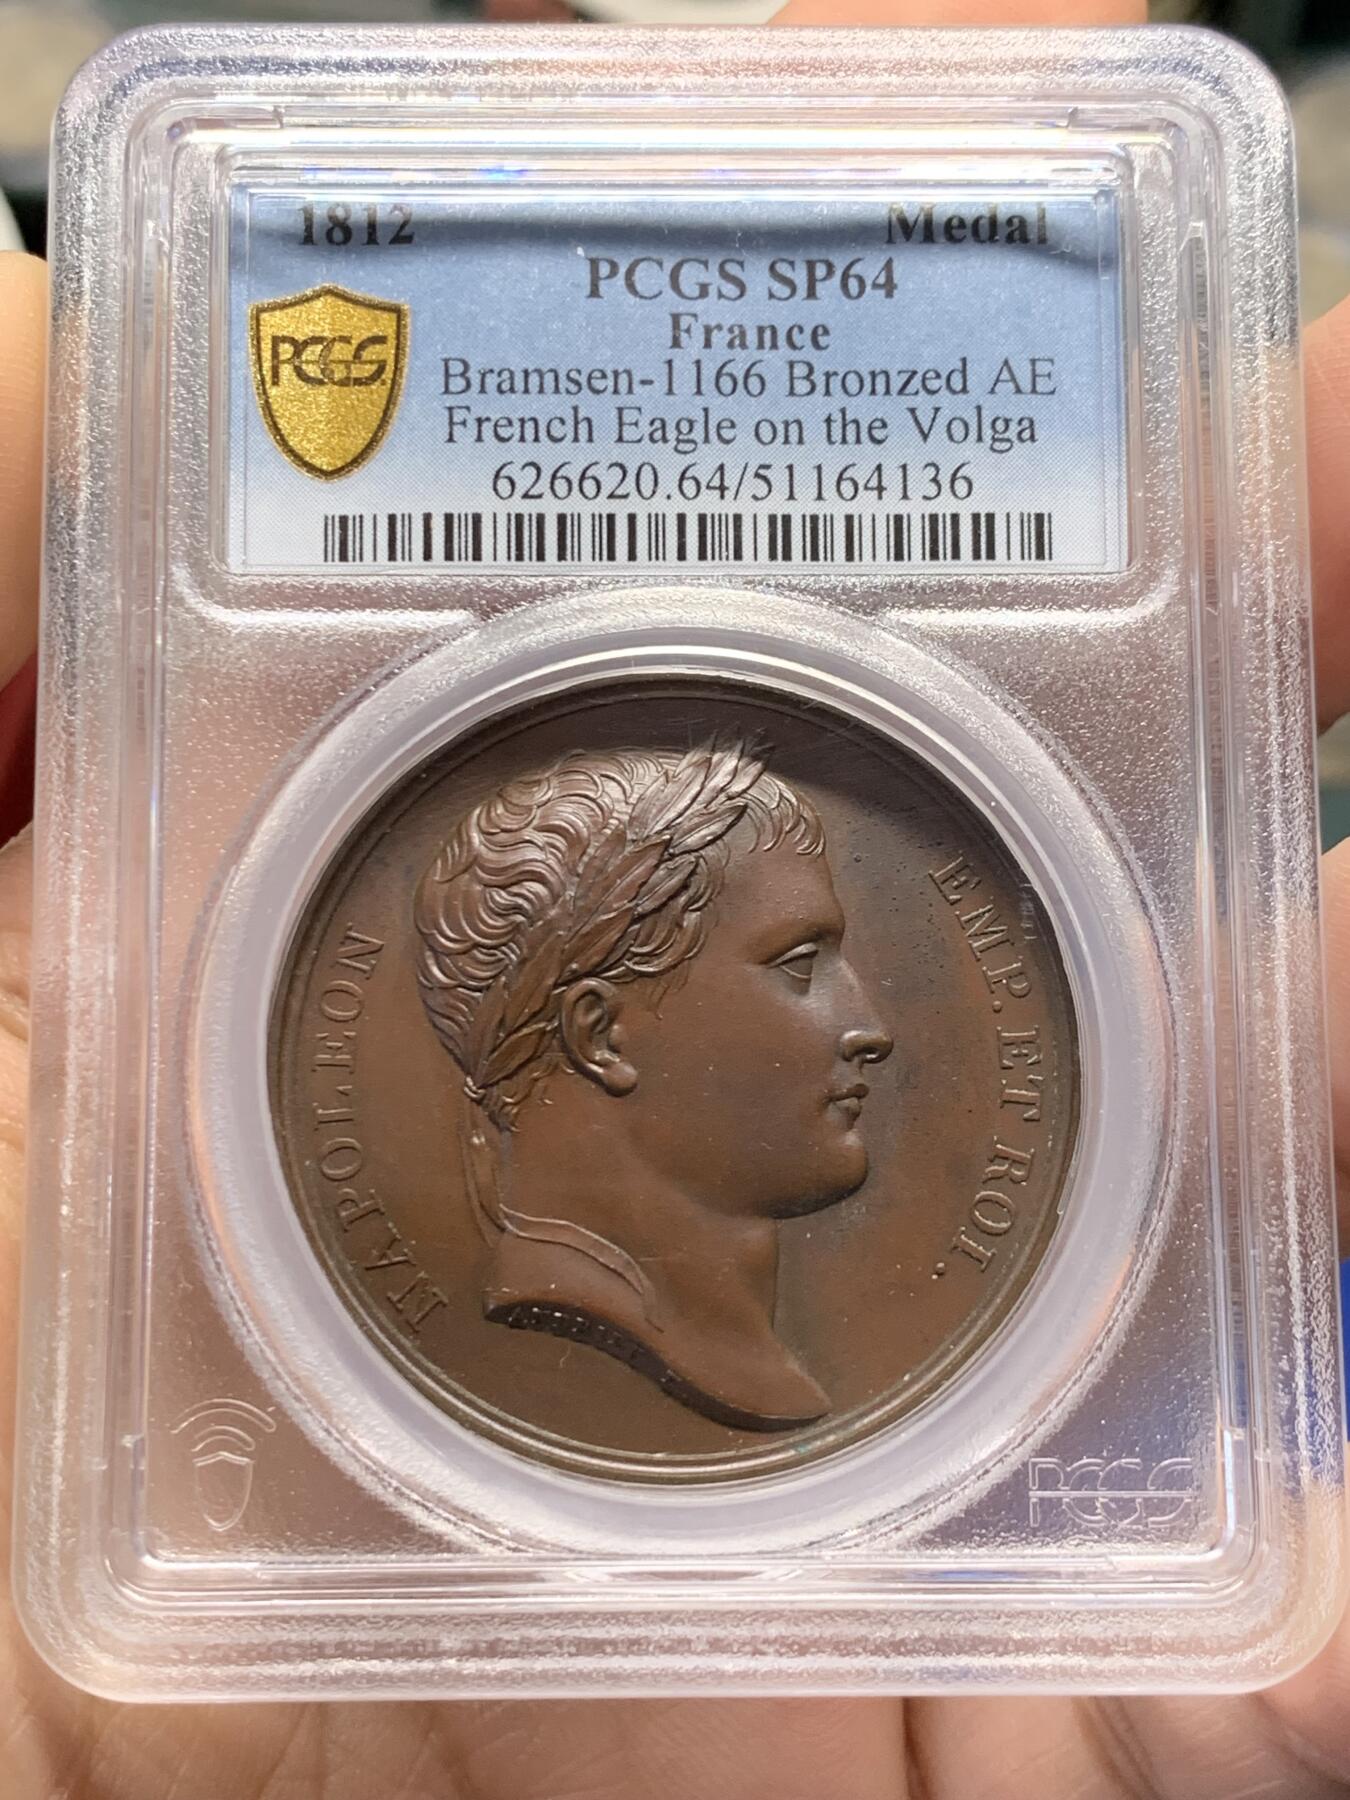 1812 Medal
PCGS SP64
France
PCGS
Bramsen-1166 Bronzed AE
French Eagle on the Volga
626620.64/51164136
NAPOLEON
EMP. ET ROI.
PCGS